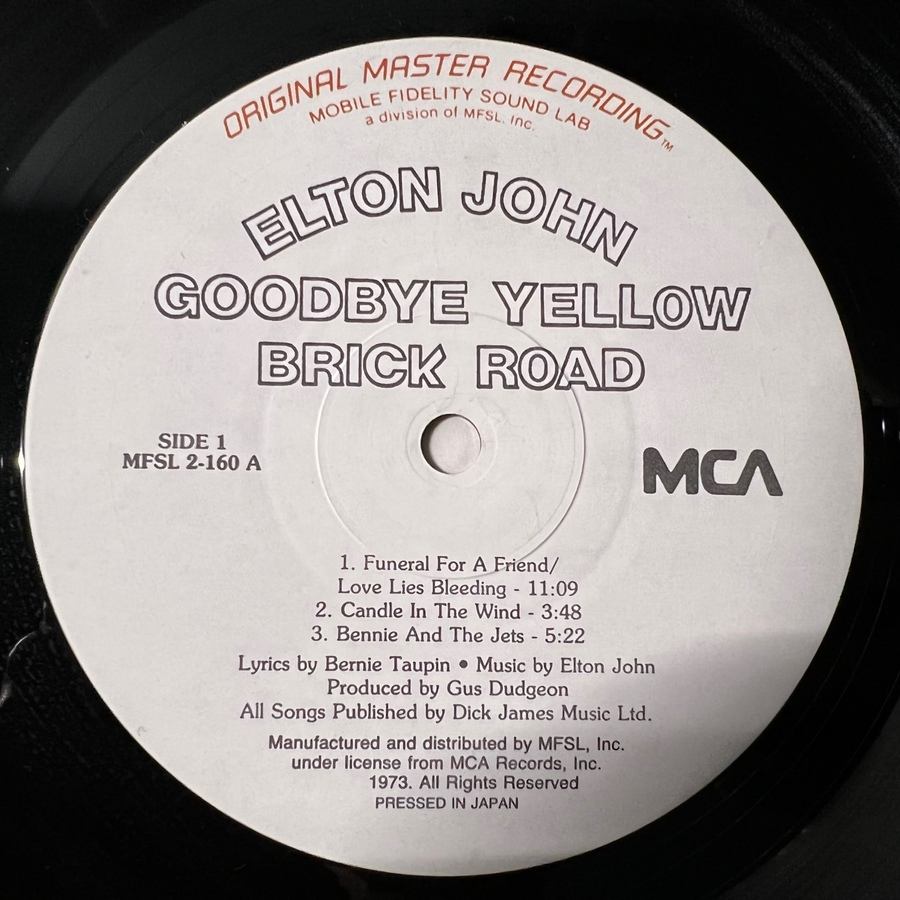 ORIGINAL MASTER RECORDING™
MOBILE FIDELITY SOUND LAB
a division of MFSL. Inc.
ELTON JOHN
GOODBYE YELLOW
BRICK ROAD
SIDE 1
MFSL 2-160 A
MCA
1. Funeral For A Friend/
Love Lies Bleeding - 11:09
2. Candle In The Wind - 3:48
3. Bennie And The Jets - 5:22
Lyrics by Bernie Taupin • Music by Elton John
Produced by Gus Dudgeon
All Songs Published by Dick James Music Ltd.
Manufactured and distributed by MFSL, Inc.
under license from MCA Records, Inc.
1973. All Rights Reserved
PRESSED IN JAPAN